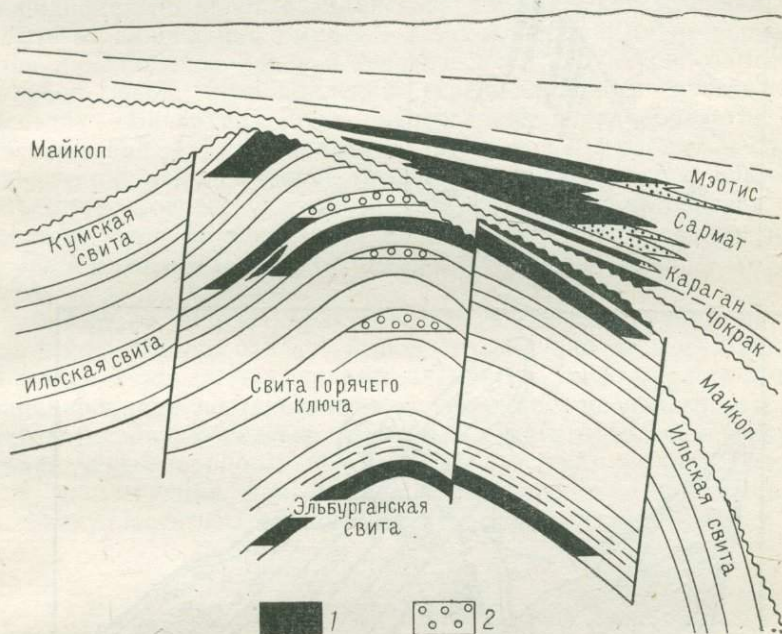 Майкоп
Кумская
свита
Ильская свита
Свита Горячего
Ключа
Эльбурганская
свита
Мэотис
Сармат
Караган
Чокрак
Майкоп
Ильская свита
1
2